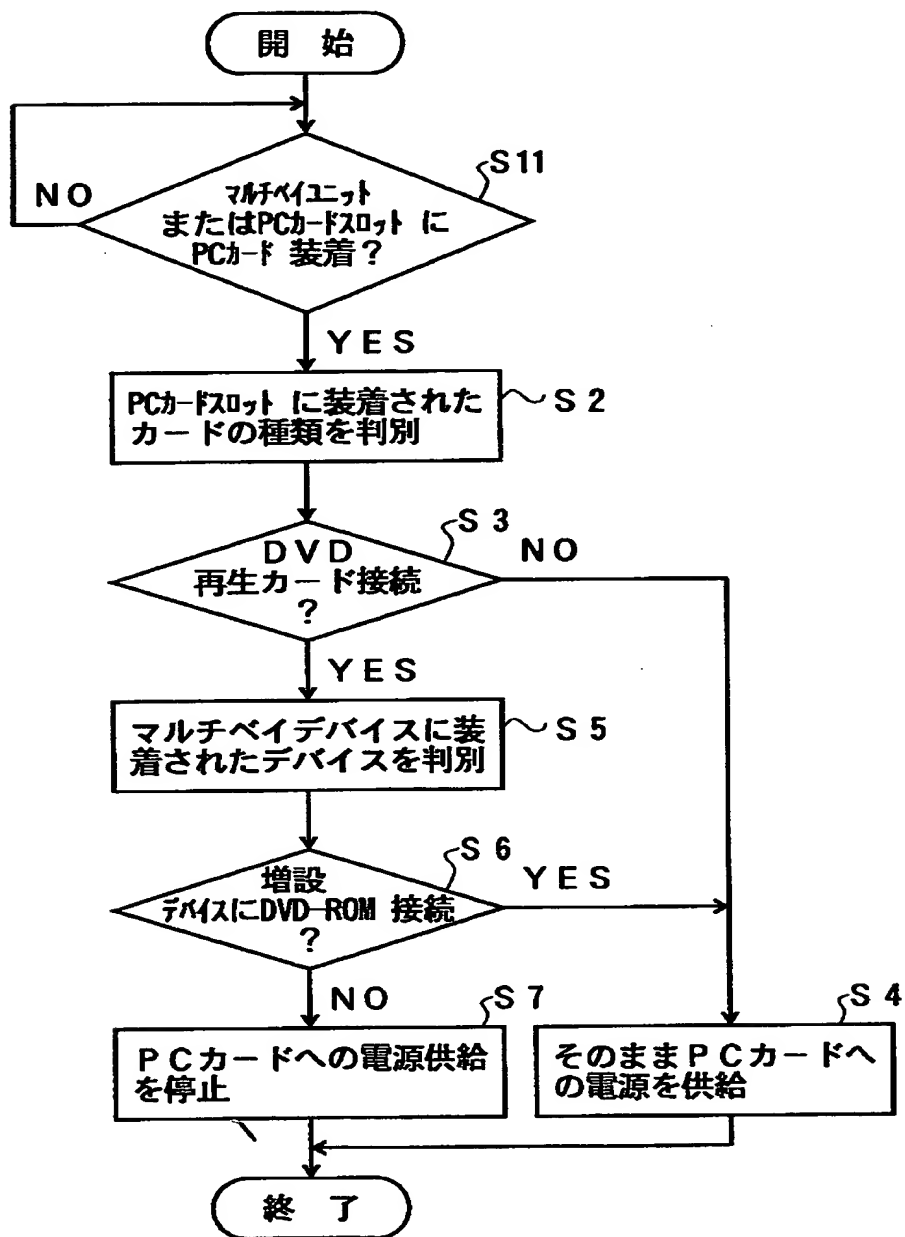 開 始
マルチベイユニット
またはPCカードスロット に
PCカード 装着?
S11
NO
YES
PCカードスロット に装着された
カードの種類を判別
S2
DVD
再生カード接続
?
S3
NO
YES
マルチベイデバイスに装
着されたデバイスを判別
S5
増設
デバイスにDVD-ROM 接続
?
S6
YES
NO
PCカードへの電源供給
を停止
S7
そのままPCカードへ
の電源を供給
S4
終 了